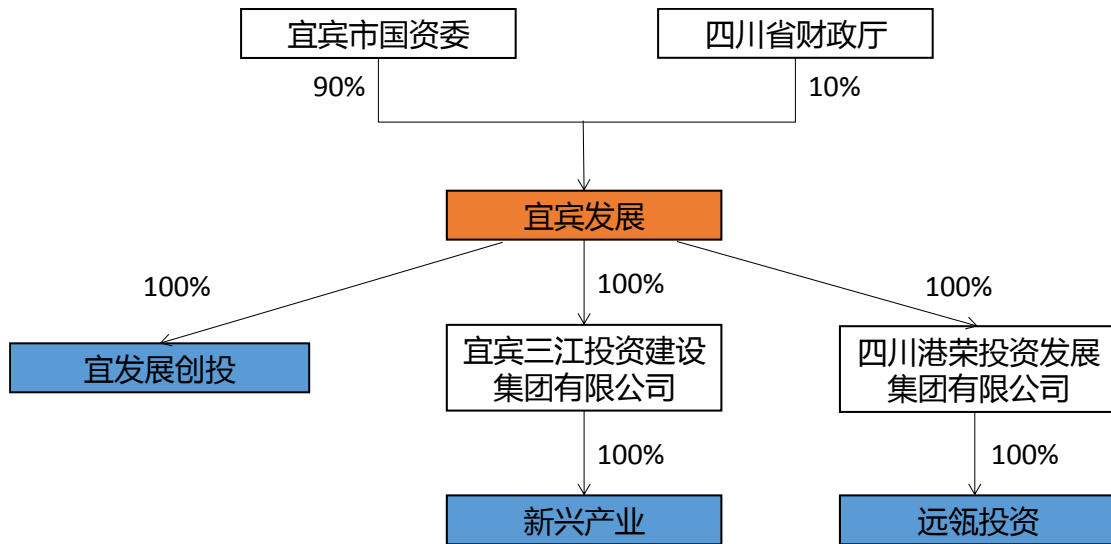 宜宾市国资委
四川省财政厅
90%
10%
宜宾发展
100%
100%
100%
宜发展创投
宜宾三江投资建设
集团有限公司
四川港荣投资发展
集团有限公司
100%
100%
新兴产业
远瓴投资